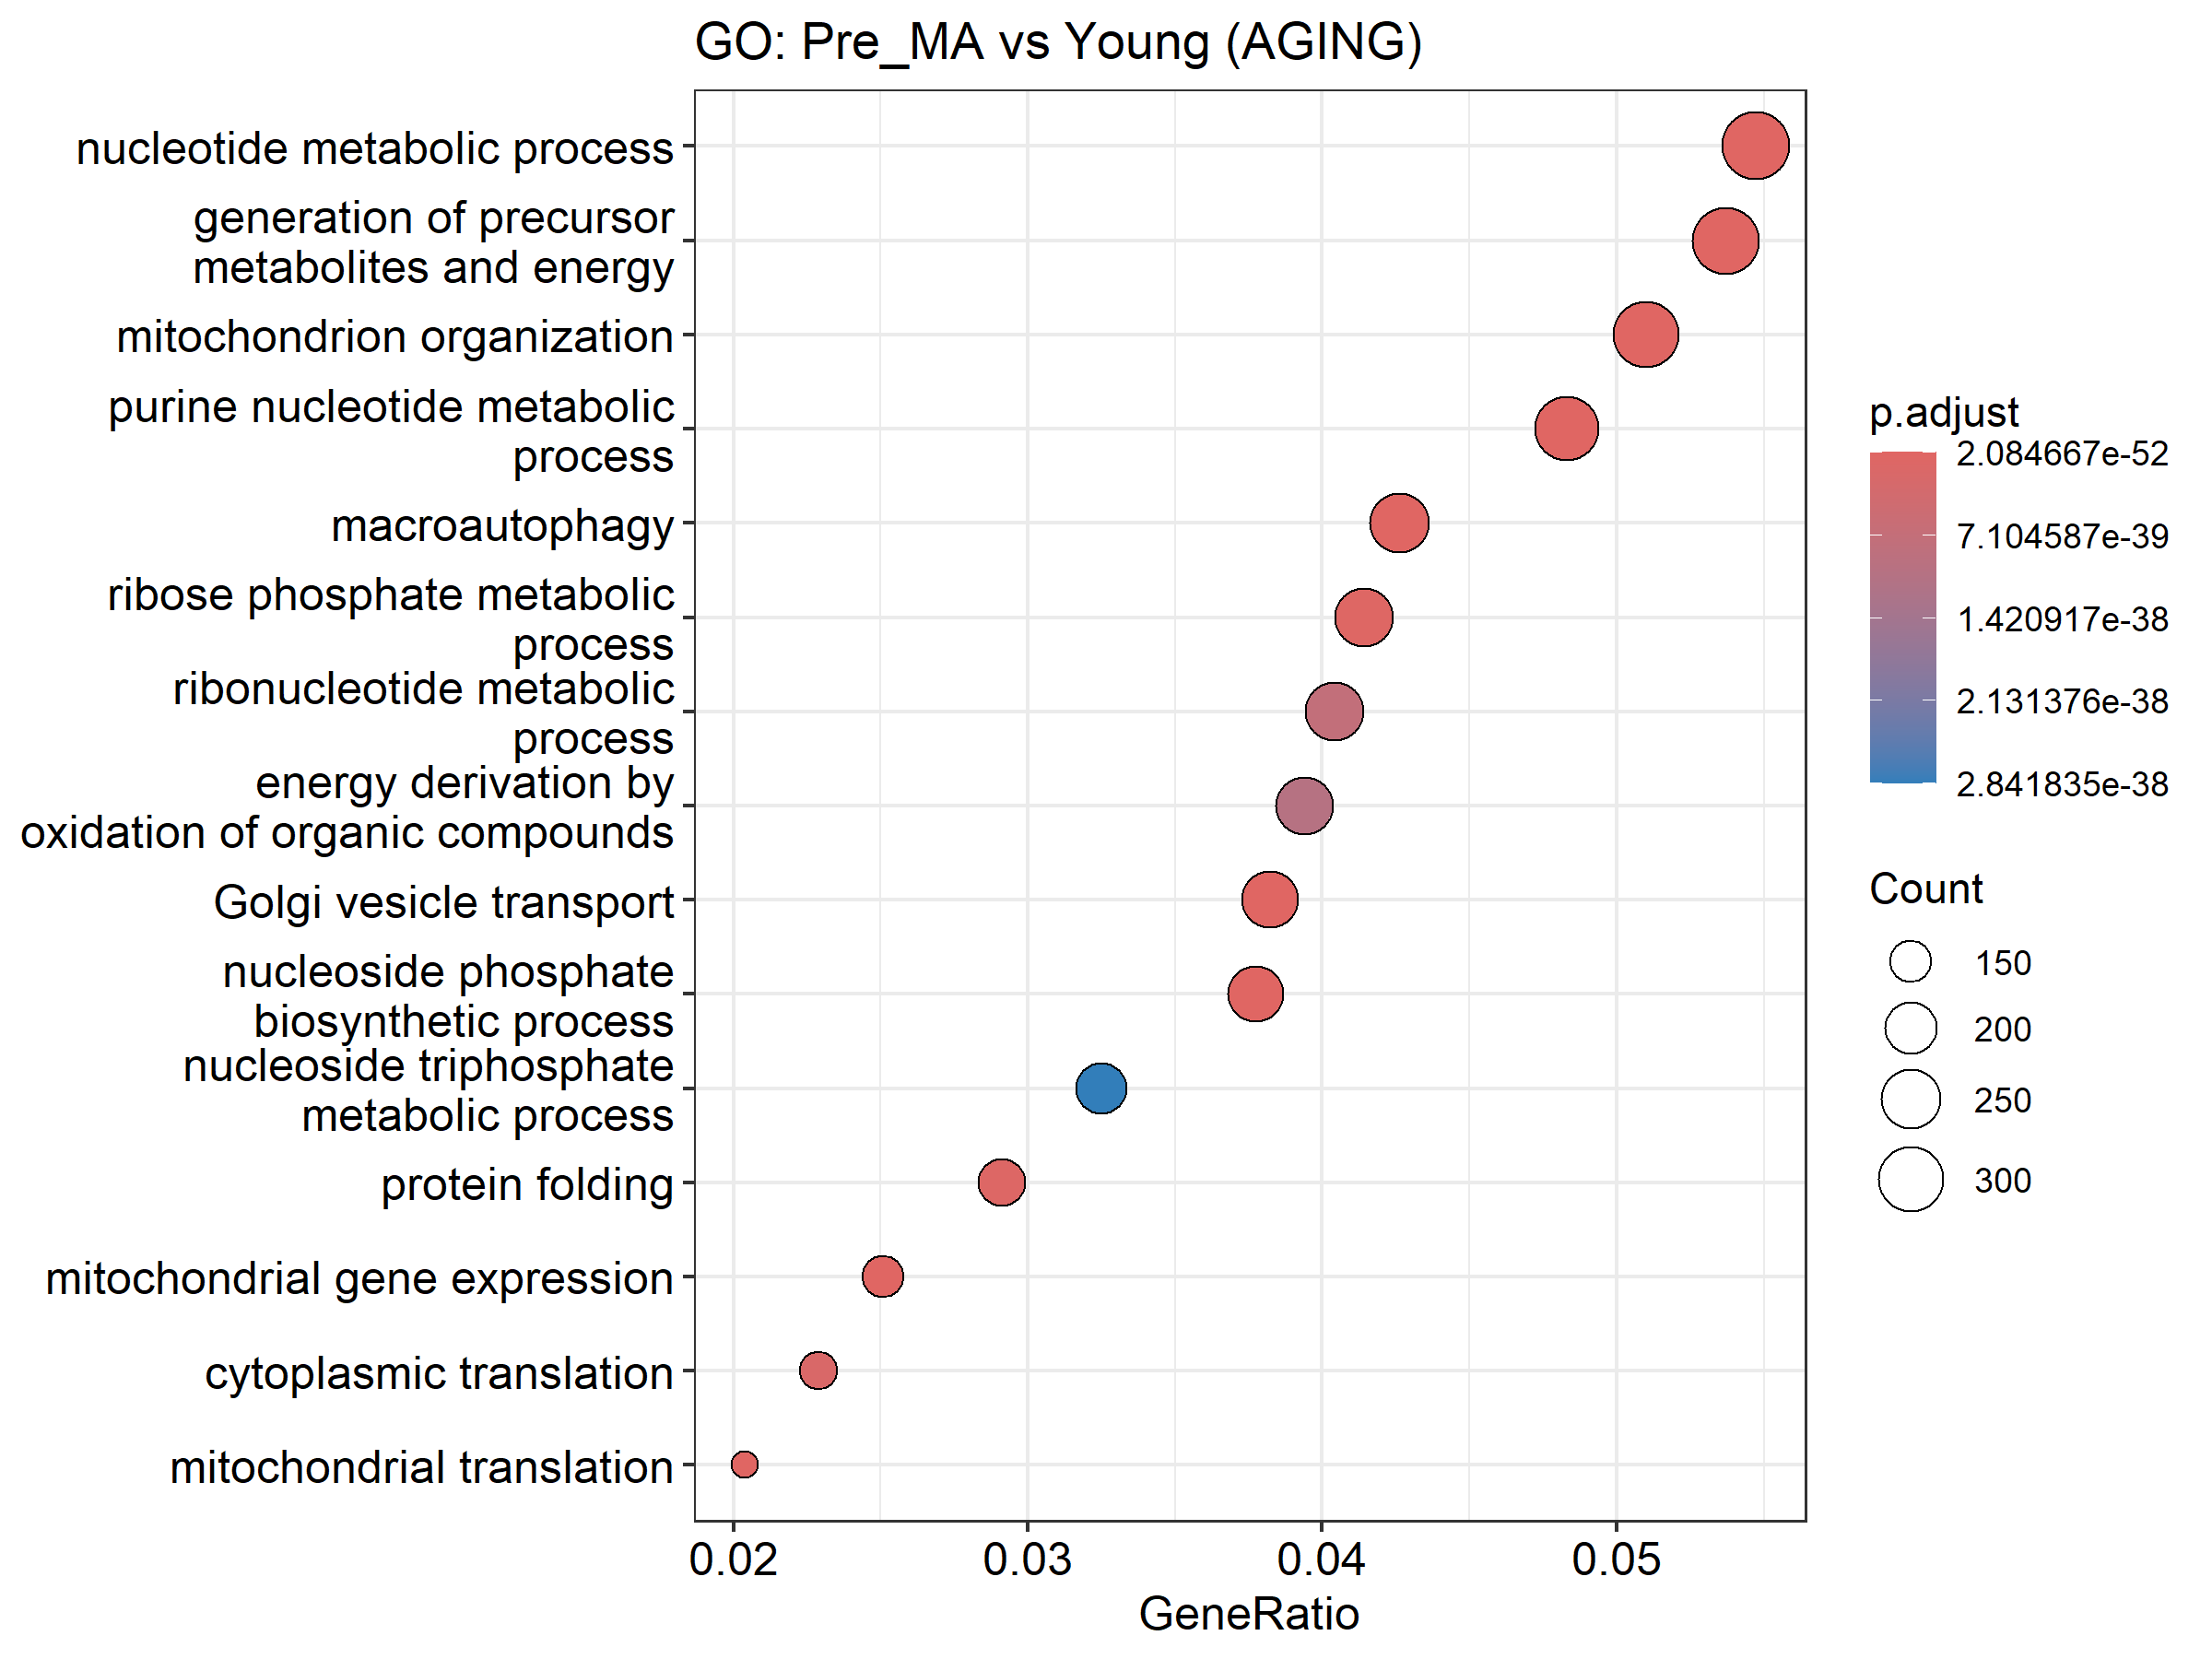 GO: Pre_MA vs Young (AGING)
nucleotide metabolic process
generation of precursor
metabolites and energy
mitochondrion organization
purine nucleotide metabolic
process
macroautophagy
ribose phosphate metabolic
process
ribonucleotide metabolic
process
energy derivation by
oxidation of organic compounds
Golgi vesicle transport
nucleoside phosphate
biosynthetic process
nucleoside triphosphate
metabolic process
protein folding
mitochondrial gene expression
cytoplasmic translation
mitochondrial translation
0.02 0.03 0.04 0.05
GeneRatio
p.adjust
2.084667e-52
7.104587e-39
1.420917e-38
2.131376e-38
2.841835e-38
Count
150
200
250
300